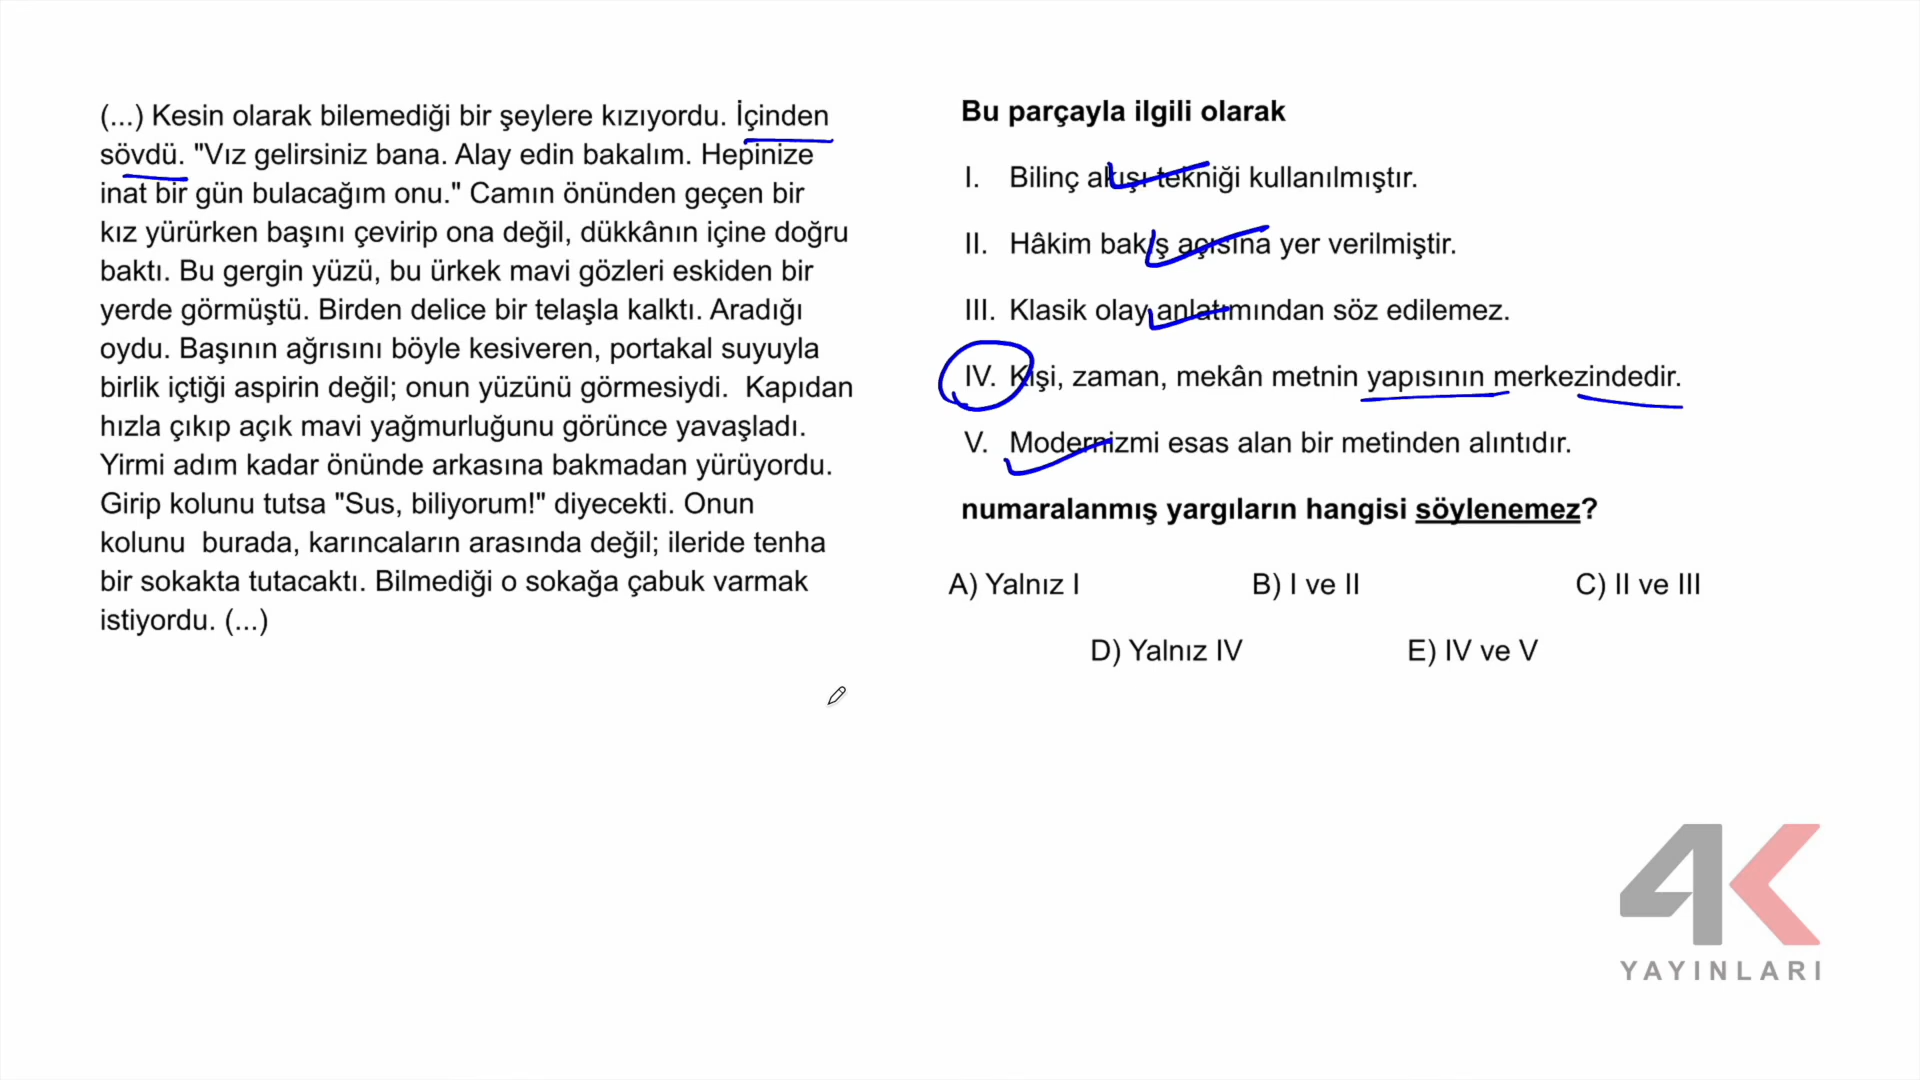 (...) Kesin olarak bilemediği bir şeylere kızıyordu. İçinden
sövdü. "Vız gelirsiniz bana. Alay edin bakalım. Hepinize
inat bir gün bulacağım onu." Camın önünden geçen bir
kız yürürken başını çevirip ona değil, dükkânın içine doğru
baktı. Bu gergin yüzü, bu ürkek mavi gözleri eskiden bir
yerde görmüştü. Birden delice bir telaşla kalktı. Aradığı
oydu. Başının ağrısını böyle kesiveren, portakal suyuyla
birlik içtiği aspirin değil; onun yüzünü görmesiydi. Kapıdan
hızla çıkıp açık mavi yağmurluğunu görünce yavaşladı.
Yirmi adım kadar önünde arkasına bakmadan yürüyordu.
Girip kolunu tutsa "Sus, biliyorum!" diyecekti. Onun
kolunu burada, karıncaların arasında değil; ileride tenha
bir sokakta tutacaktı. Bilmediği o sokağa çabuk varmak
istiyordu. (...)
Bu parçayla ilgili olarak
I. Bilinç akışı tekniği kullanılmıştır.
II. Hâkim bakış açısına yer verilmiştir.
III. Klasik olay anlatımından söz edilemez.
IV. Kişi, zaman, mekân metnin yapısının merkezindedir.
V. Modernizmi esas alan bir metinden alıntıdır.
numaralanmış yargıların hangisi söylenemez?
A) Yalnız I B) I ve II C) II ve III
D) Yalnız IV E) IV ve V
4K
YAYINLARI